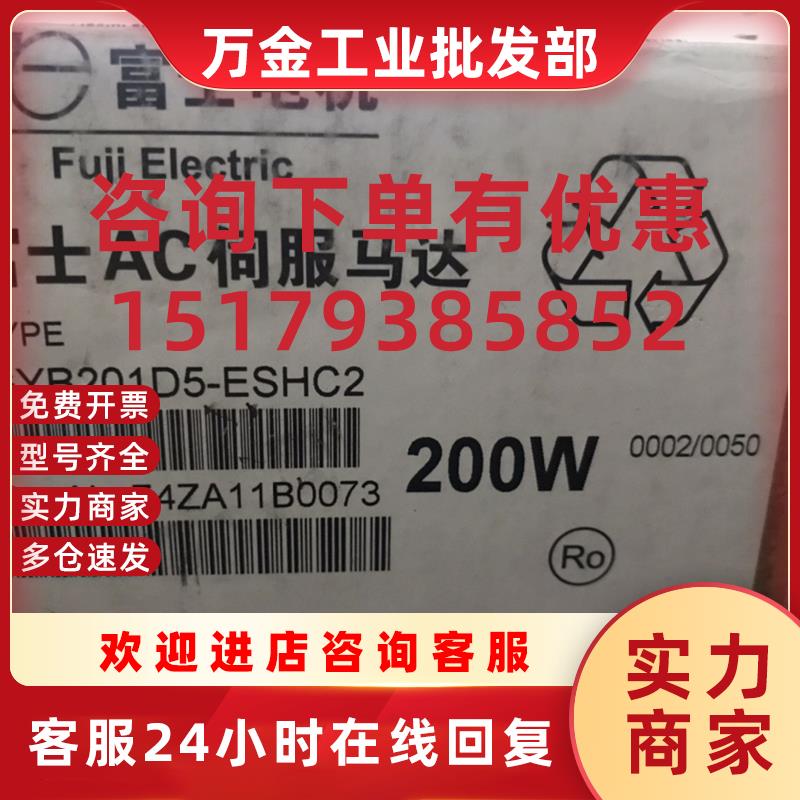 万金工业批发部
富士电机
Fuji Electric
咨询下单有优惠
富士AC伺服马达
15179385852
YPE
YB201D5-ESHC2
免费开票
型号齐全
200W
0002/0050
4ZA11B0073
实力商家
多仓速发
Ro
欢迎进店咨询客服
实力
商家
客服24小时在线回复